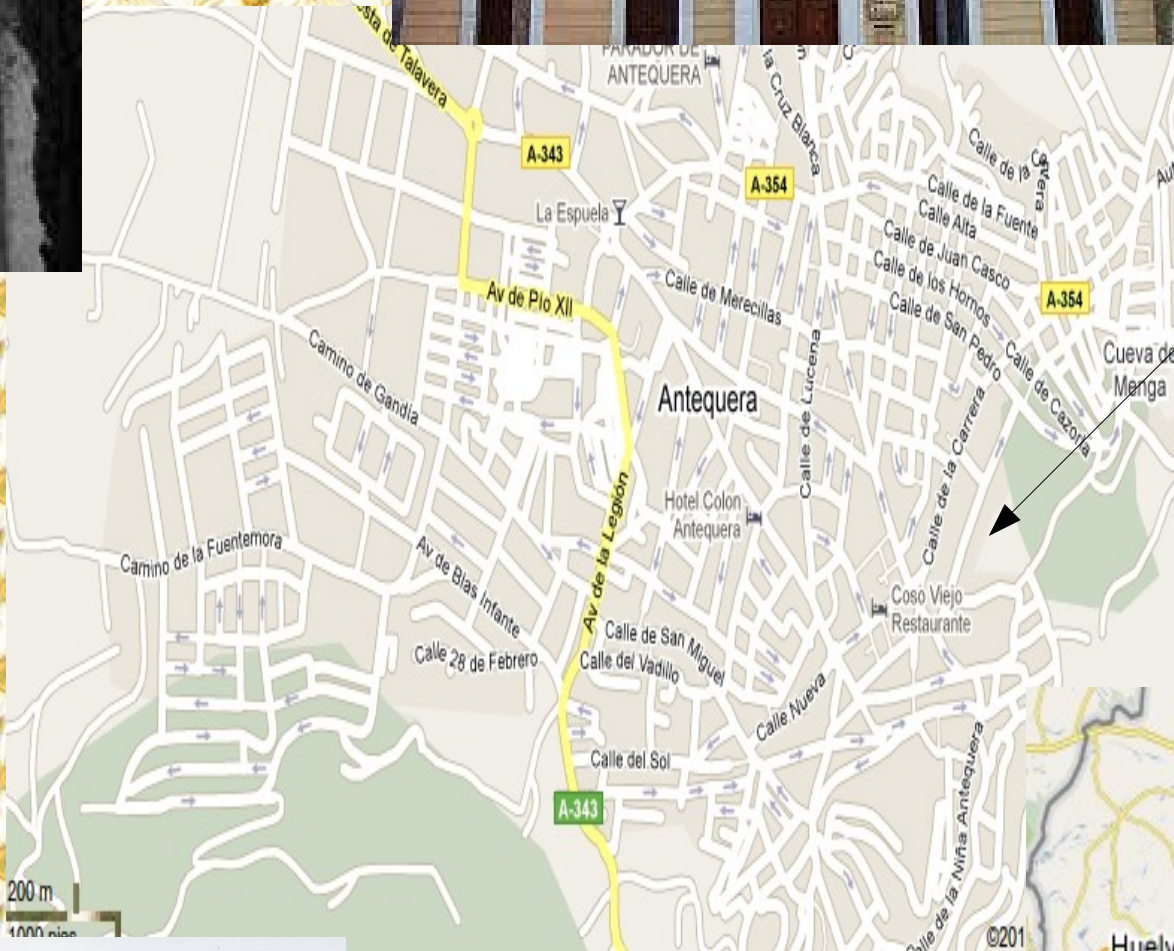 sta de Talavera
A-343
PARADOR DE
ANTEQUERA
la Cruz Blanca
A-354
La Espuela
Calle de la
Calle de la Fuente
Calle Alta
Calle de Juan Casco
Calle de los Hornos
Calle de San Pedro
Calle de Cazorla
A-354
Cueva de
Menga
Av de Pío XII
Calle de Merecillas
Camino de Gandia
Antequera
Calle de Lucena
Calle de la Carrera
Hotel Colon
Antequera
Av de la Legión
Camino de la Fuentemora
Av de Blas Infante
Coso Viejo
Restaurante
Calle 28 de Febrero
Calle de San Miguel
Calle del Vadillo
Calle Nueva
Calle del Sol
A-343
Calle de la Niña Antequera
200 m
1000 pies
©201
Huelv